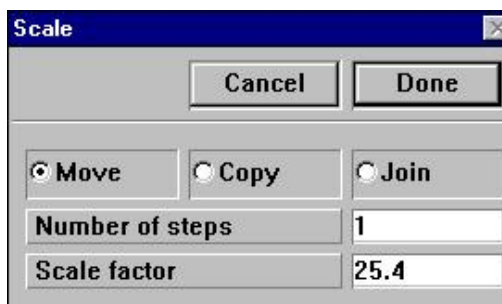 Scale
Cancel Done
Move Copy Join
Number of steps 1
Scale factor 25.4